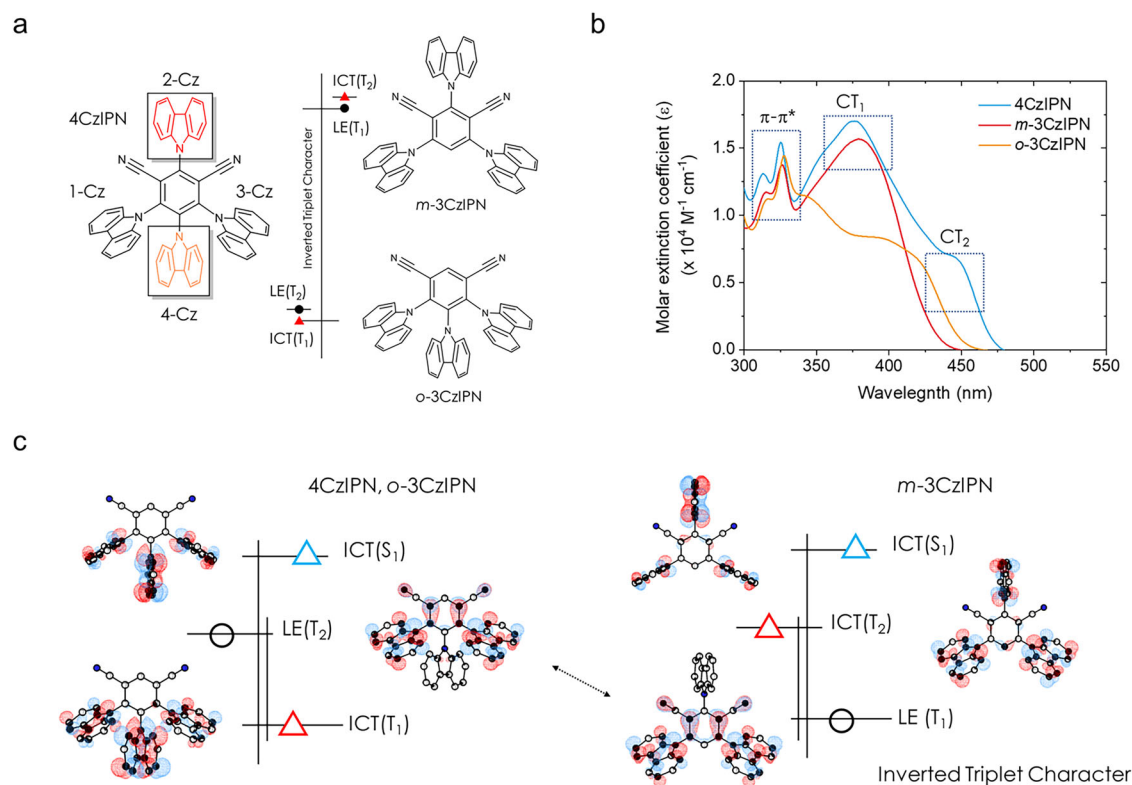 a
4CzIPN
2-Cz
1-Cz
3-Cz
4-Cz
N
N
N
N
N
N
ICT(T2)
LE(T1)
Inverted Triplet Character
LE(T2)
ICT(T1)
N
N
N
N
N
m-3CzIPN
N
N
N
N
N
o-3CzIPN
b
Molar extinction coefficient (ε)
(x 10⁴ M⁻¹ cm⁻¹)
2.0
1.5
1.0
0.5
0.0
π-π*
CT1
CT2
4CzIPN
m-3CzIPN
o-3CzIPN
300 350 400 450 500 550
Wavelegnth (nm)
c
4CzIPN, o-3CzIPN
ICT(S1)
LE(T2)
ICT(T1)
m-3CzIPN
ICT(S1)
ICT(T2)
LE (T1)
Inverted Triplet Character